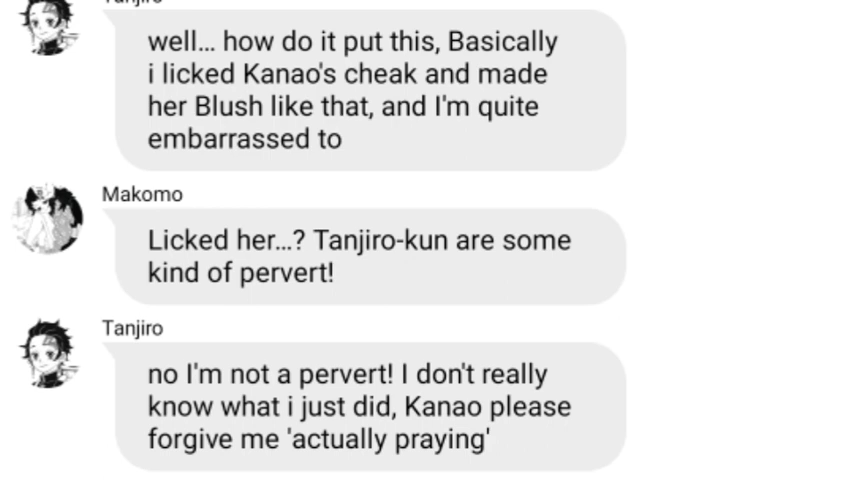 Tanjiro
well... how do it put this, Basically
i licked Kanao's cheak and made
her Blush like that, and I'm quite
embarrassed to
Makomo
Licked her...? Tanjiro-kun are some
kind of pervert!
Tanjiro
no I'm not a pervert! I don't really
know what i just did, Kanao please
forgive me 'actually praying'